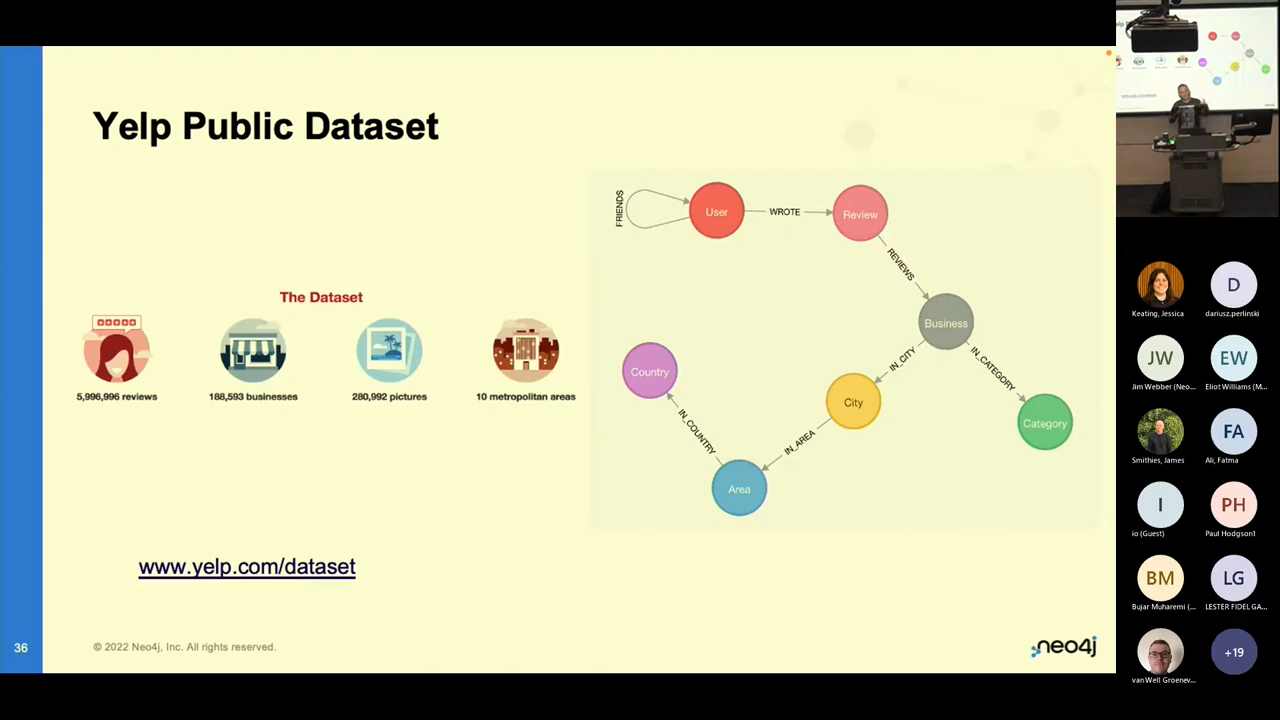 Yelp Public Dataset
The Dataset
5,996,996 reviews
188,593 businesses
280,992 pictures
10 metropolitan areas
www.yelp.com/dataset
FRIENDS
User
WROTE
Review
REVIEWS
Business
IN_CITY
IN_CATEGORY
Country
City
Category
IN_COUNTRY
IN_AREA
Area
36
© 2022 Neo4j, Inc. All rights reserved.
neo4j
Keating, Jessica
D
dariusz.perlinski
JW
Jim Webber (Neo...
EW
Eliot Williams (M...
Smithies, James
FA
Ali, Fatma
I
io (Guest)
PH
Paul Hodgson1
BM
Bujar Muharemi (...
LG
LESTER FIDEL GA...
van Well Groenev...
+19